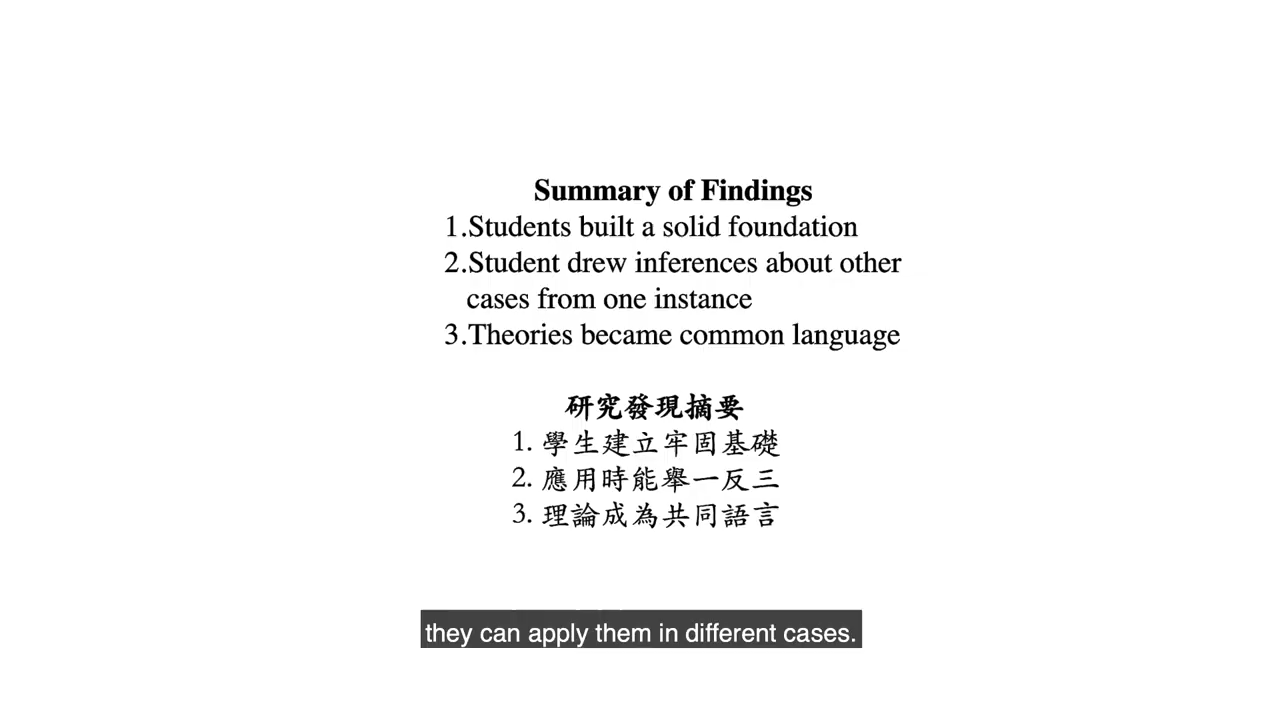 Summary of Findings
1.Students built a solid foundation
2.Student drew inferences about other
cases from one instance
3.Theories became common language
研究發現摘要
1. 學生建立牢固基礎
2. 應用時能舉一反三
3. 理論成為共同語言
they can apply them in different cases.